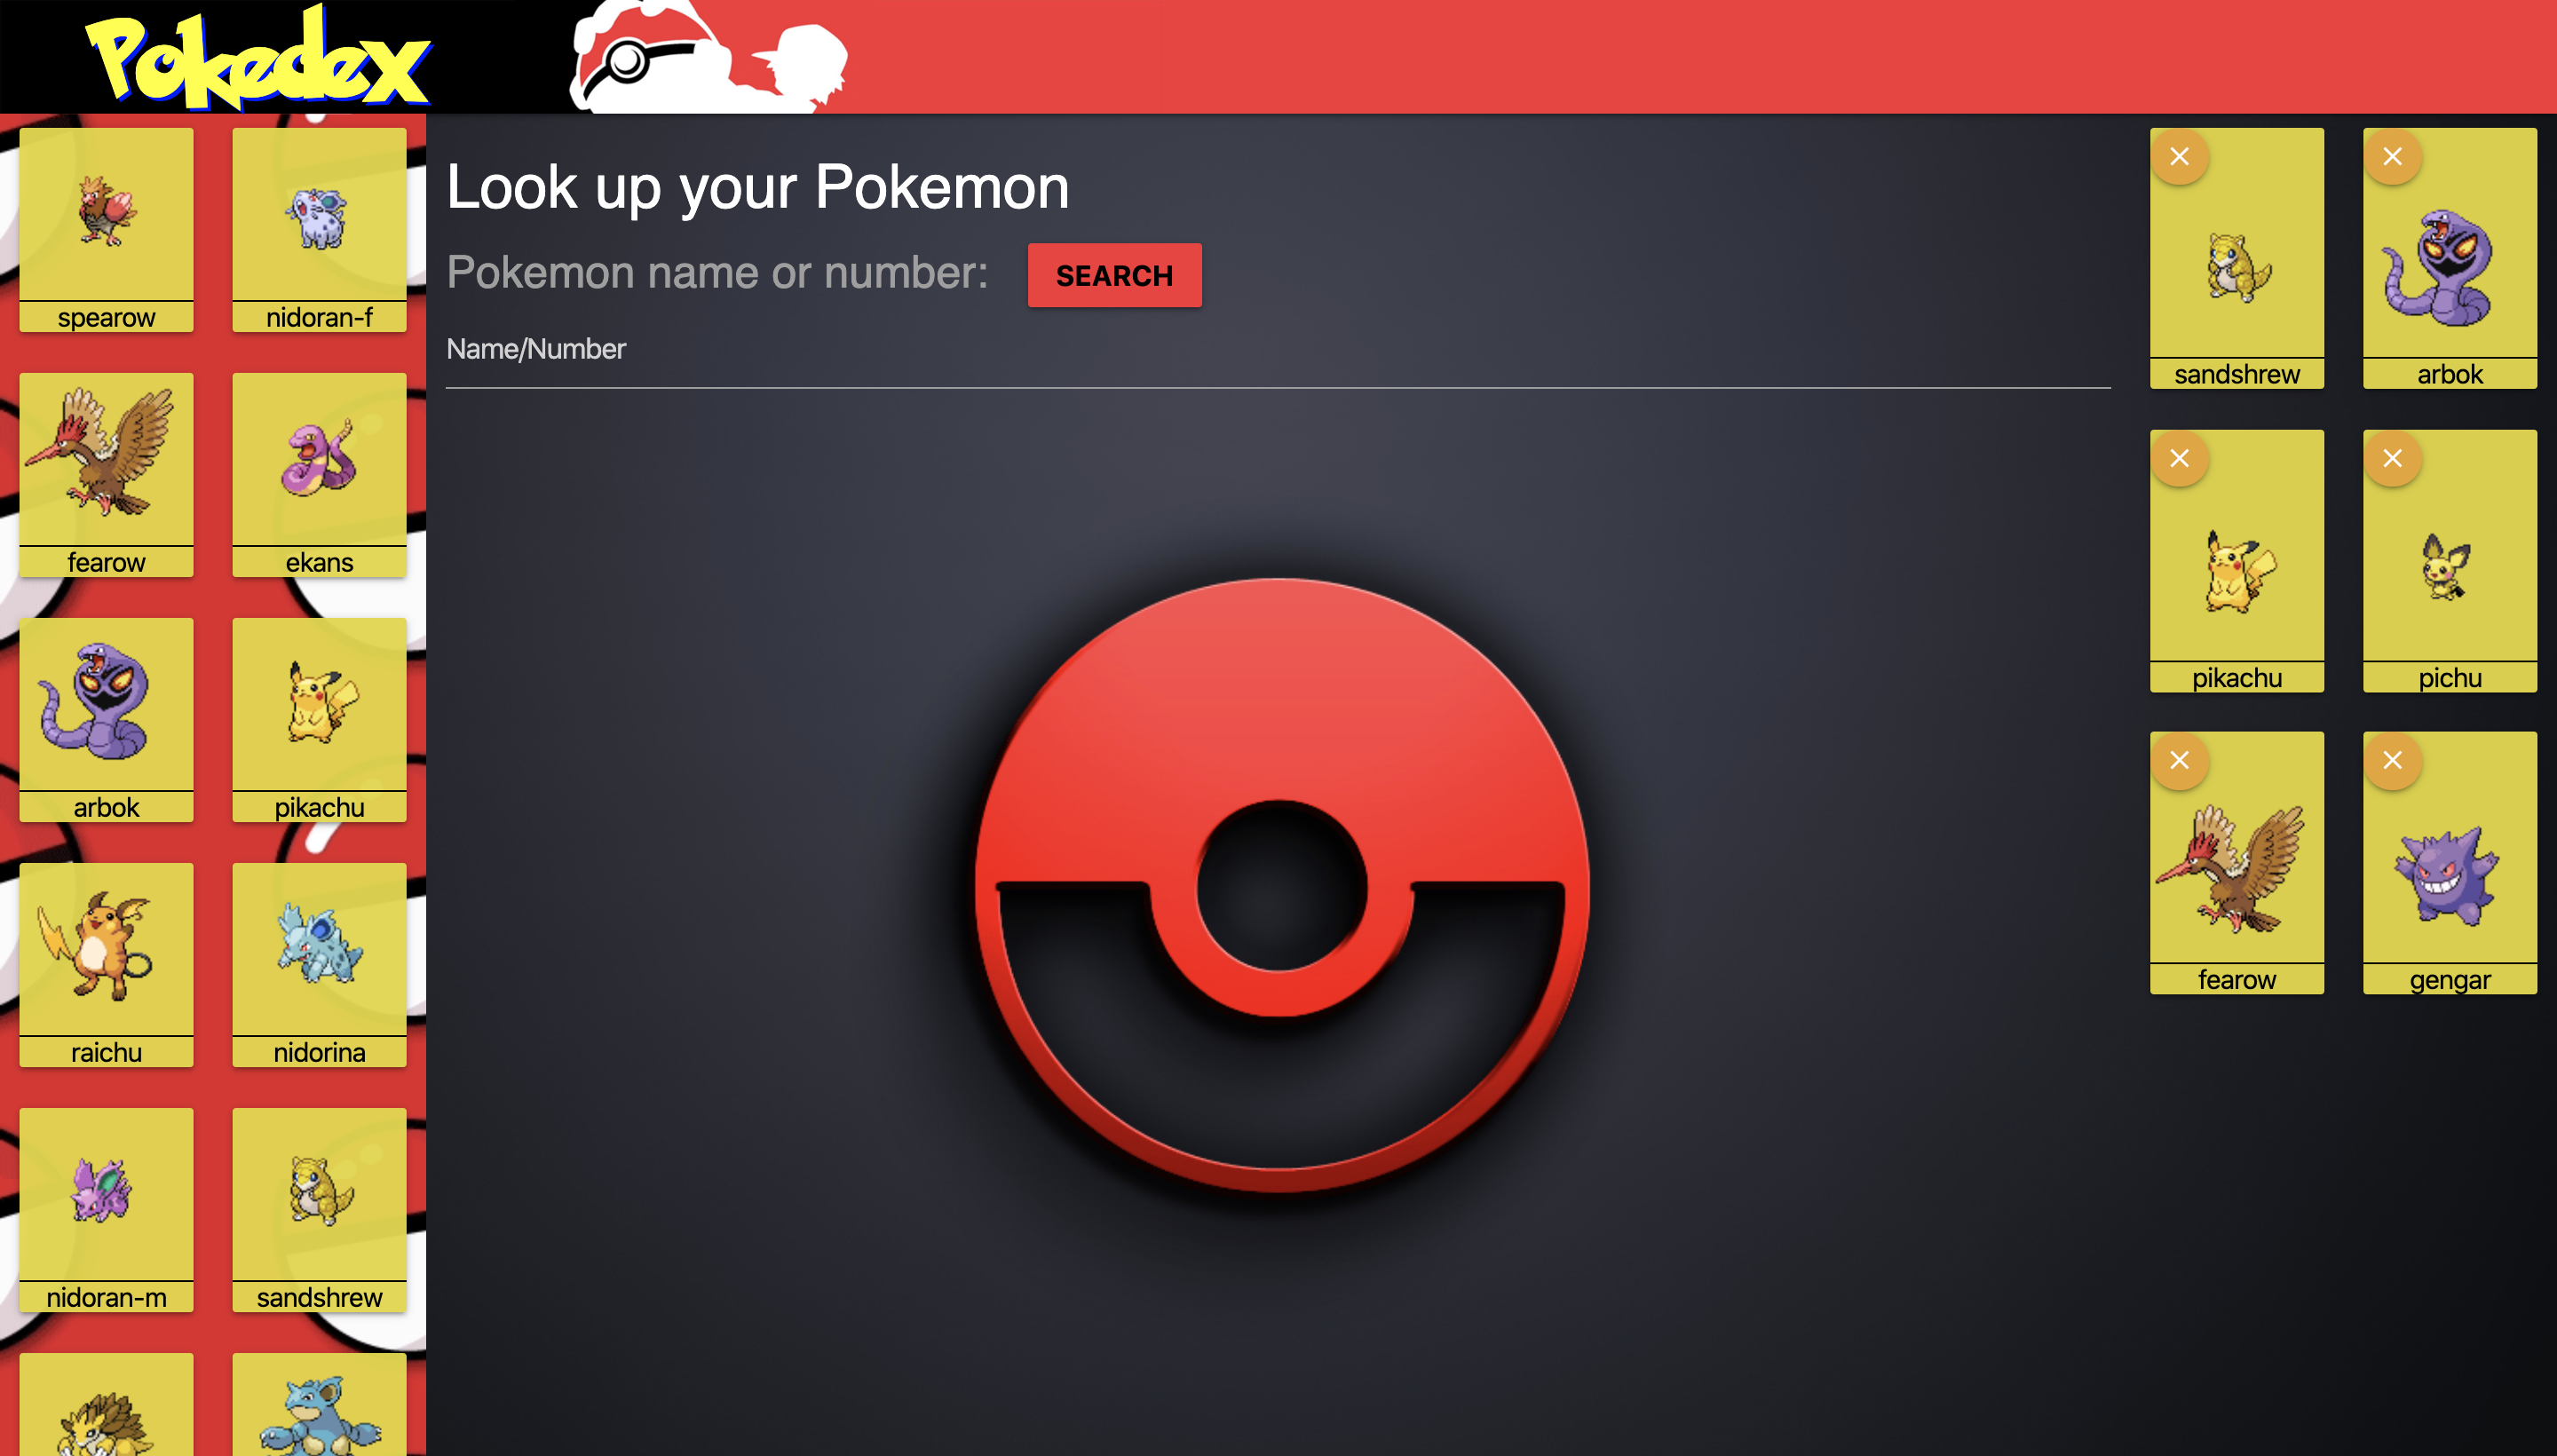 Pokedex
spearow
nidoran-f
fearow
ekans
arbok
pikachu
raichu
nidorina
nidoran-m
sandshrew
Look up your Pokemon
Pokemon name or number:
SEARCH
Name/Number
sandshrew
arbok
pikachu
pichu
fearow
gengar